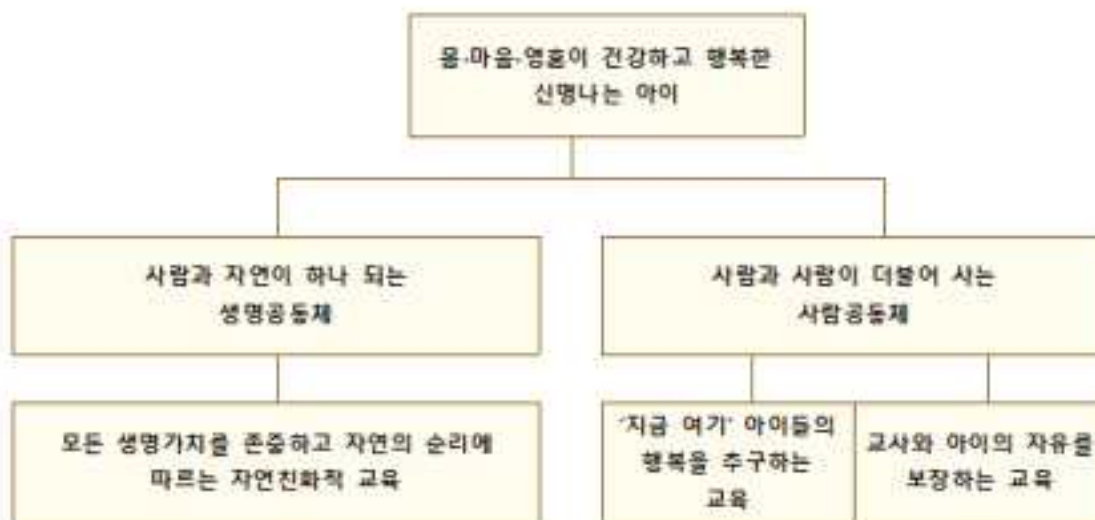 몸·마음·영혼이 건강하고 행복한
신명나는 아이
사람과 자연이 하나 되는
생명공동체
사람과 사람이 더불어 사는
사람공동체
모든 생명가치를 존중하고 자연의 순리에
따르는 자연친화적 교육
'지금 여기' 아이들의
행복을 추구하는
교육
교사와 아이의 자유를
보장하는 교육